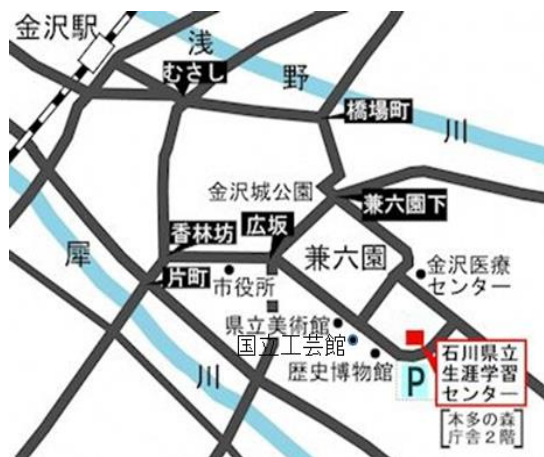 金沢駅
浅野川
むさし
橋場町
金沢城公園
兼六園下
香林坊
広坂
兼六園
金沢医療
センター
犀川
片町
市役所
県立美術館
国立工芸館
歴史博物館
P
石川県立
生涯学習
センター
本多の森
庁舎2階